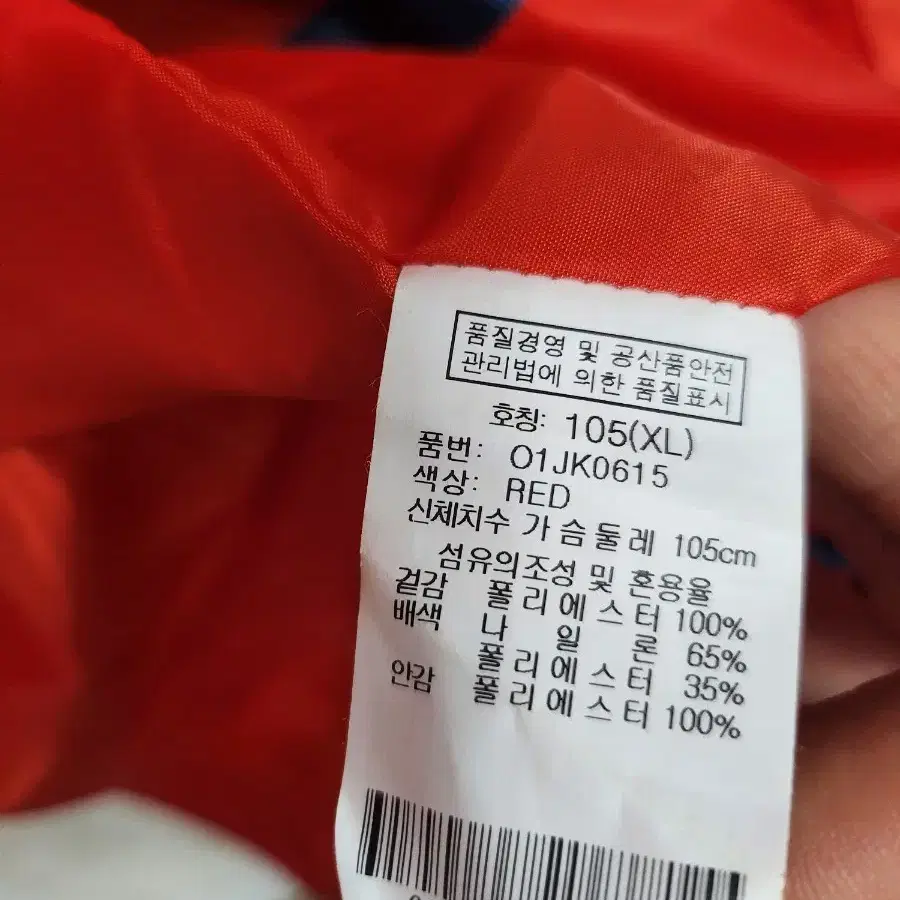 품질경영 및 공산품안전
관리법에 의한 품질표시
호칭: 105(XL)
품번: O1JK0615
색상: RED
신체치수 가슴둘레 105cm
섬유의조성 및 혼용율
겉감 폴리에스터 100%
배색 나일론 65%
폴리에스터 35%
안감 폴리에스터 100%